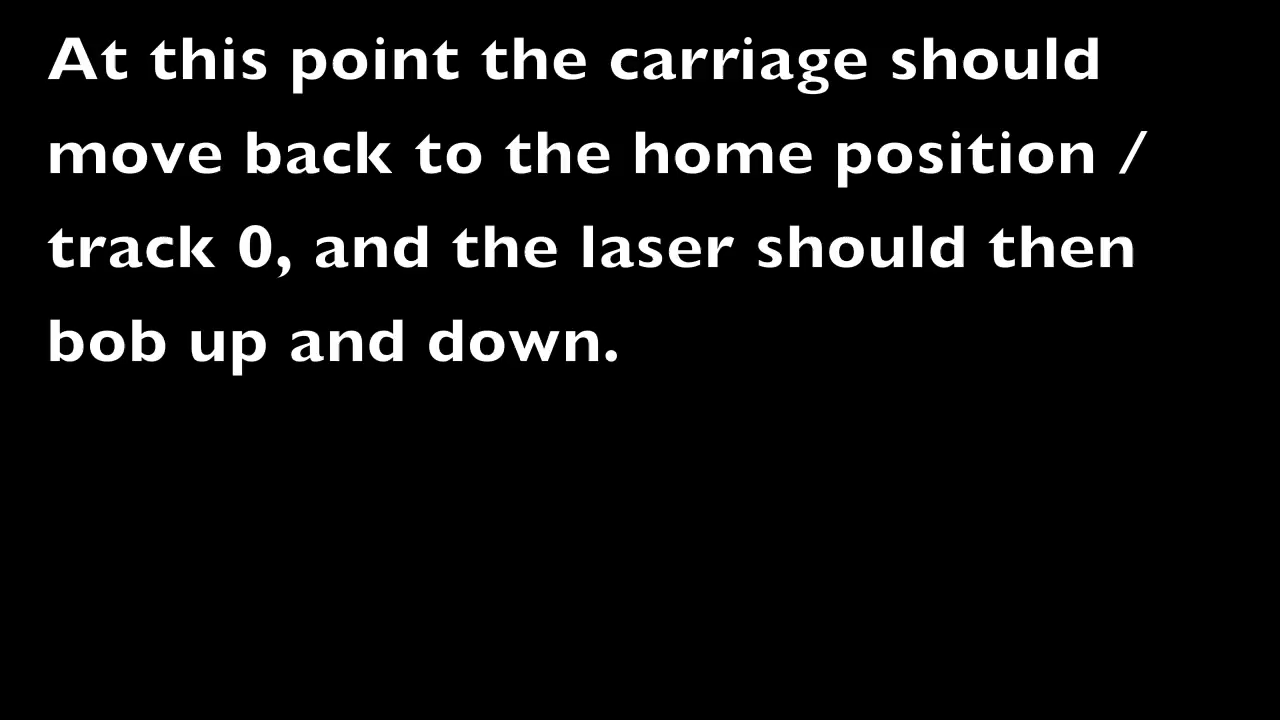 At this point the carriage should
move back to the home position /
track 0, and the laser should then
bob up and down.